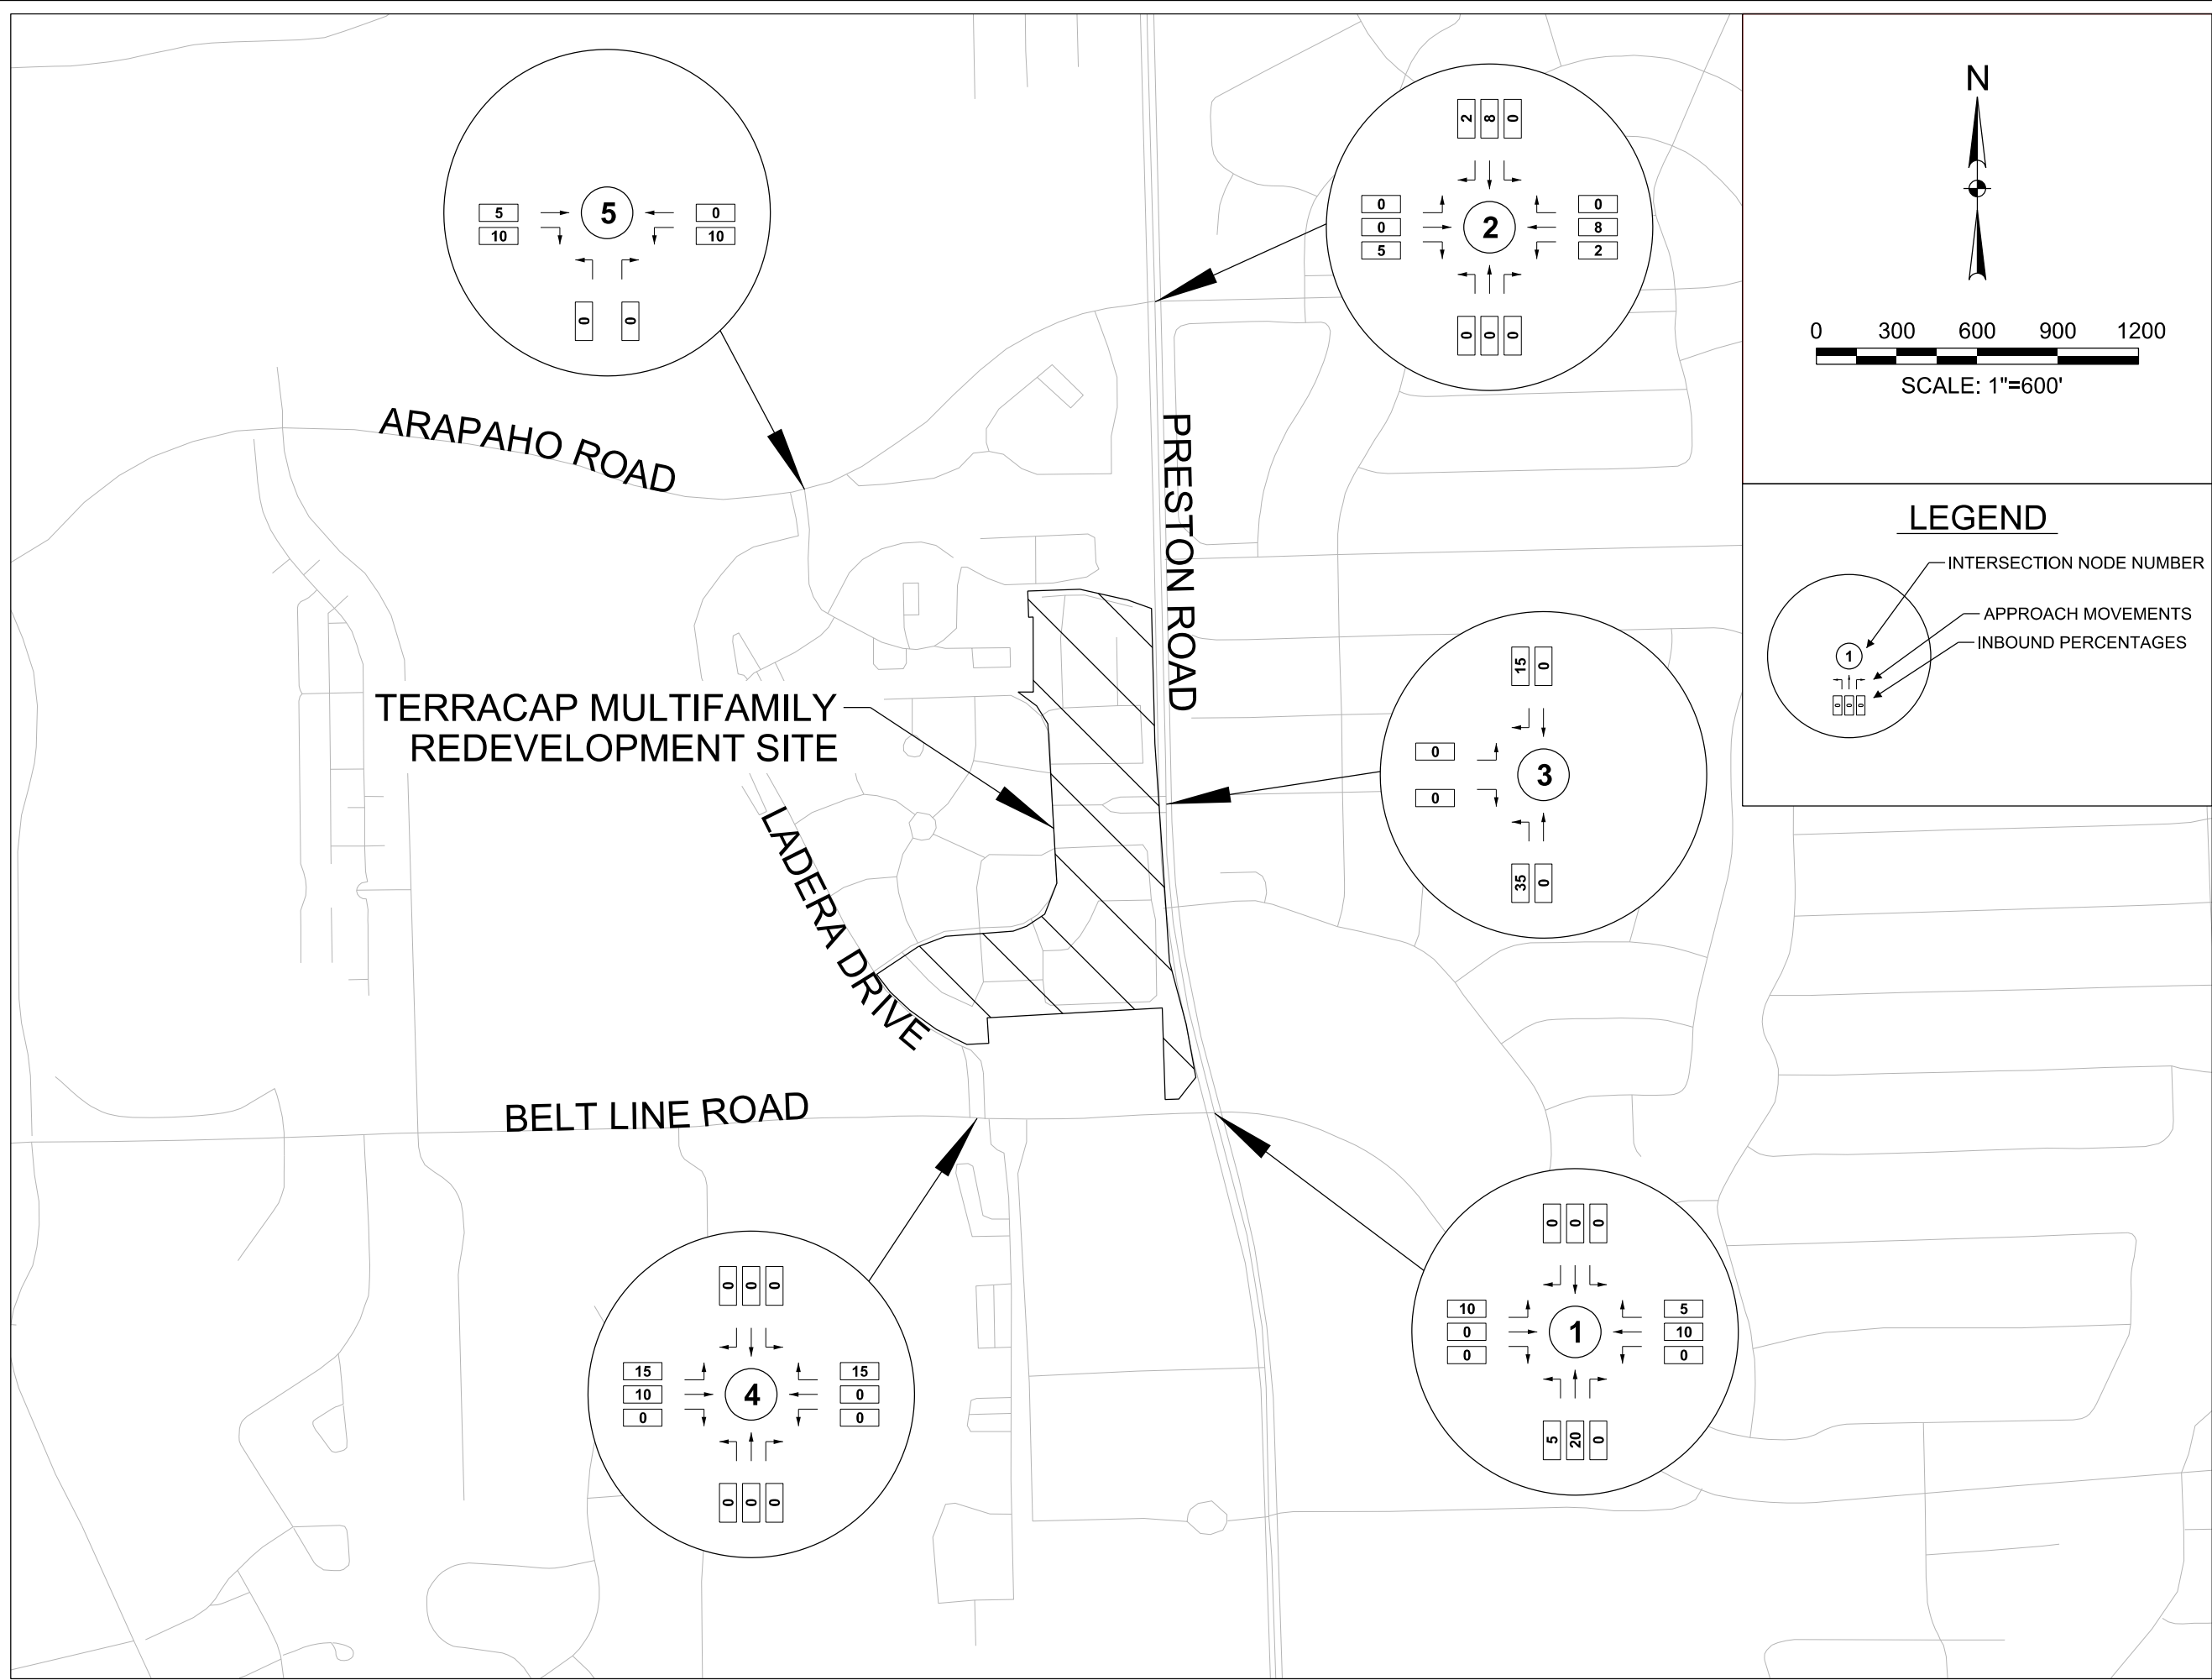 N
0 300 600 900 1200
SCALE: 1"=600'
LEGEND
INTERSECTION NODE NUMBER
APPROACH MOVEMENTS
INBOUND PERCENTAGES
1
0 0 0
5
5
10
0
10
0 0
2
2 8 0
0
0
5
0
8
2
0 0 0
ARAPAHO ROAD
PRESTON ROAD
TERRACAP MULTIFAMILY
REDEVELOPMENT SITE
3
15 0
0
0
35 0
LADERA DRIVE
BELT LINE ROAD
4
0 0 0
15
10
0
15
0
0
0 0 0
1
0 0 0
10
0
0
5
10
0
5 20 0